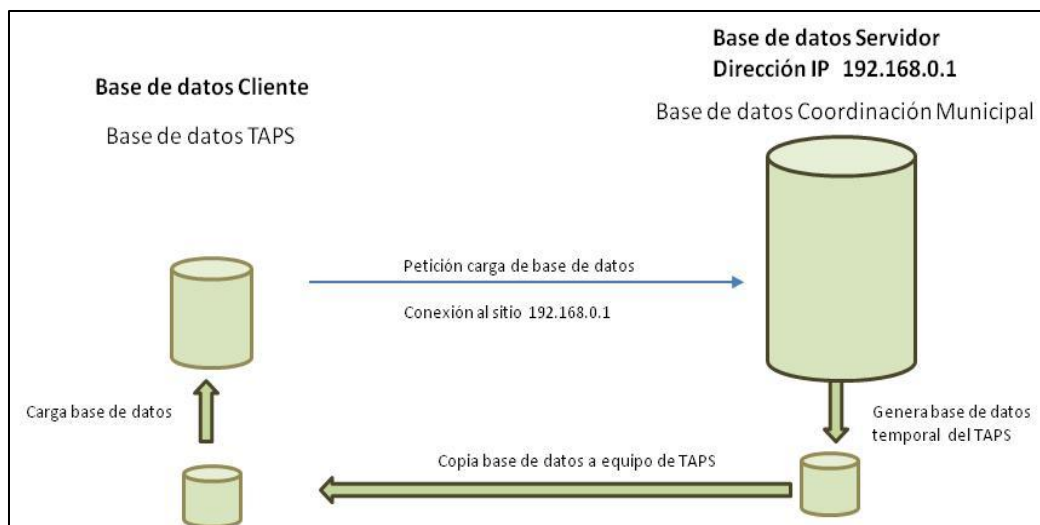 Base de datos Servidor
Dirección IP 192.168.0.1
Base de datos Coordinación Municipal
Base de datos Cliente
Base de datos TAPS
Petición carga de base de datos
Conexión al sitio 192.168.0.1
Carga base de datos
Genera base de datos
temporal del TAPS
Copia base de datos a equipo de TAPS